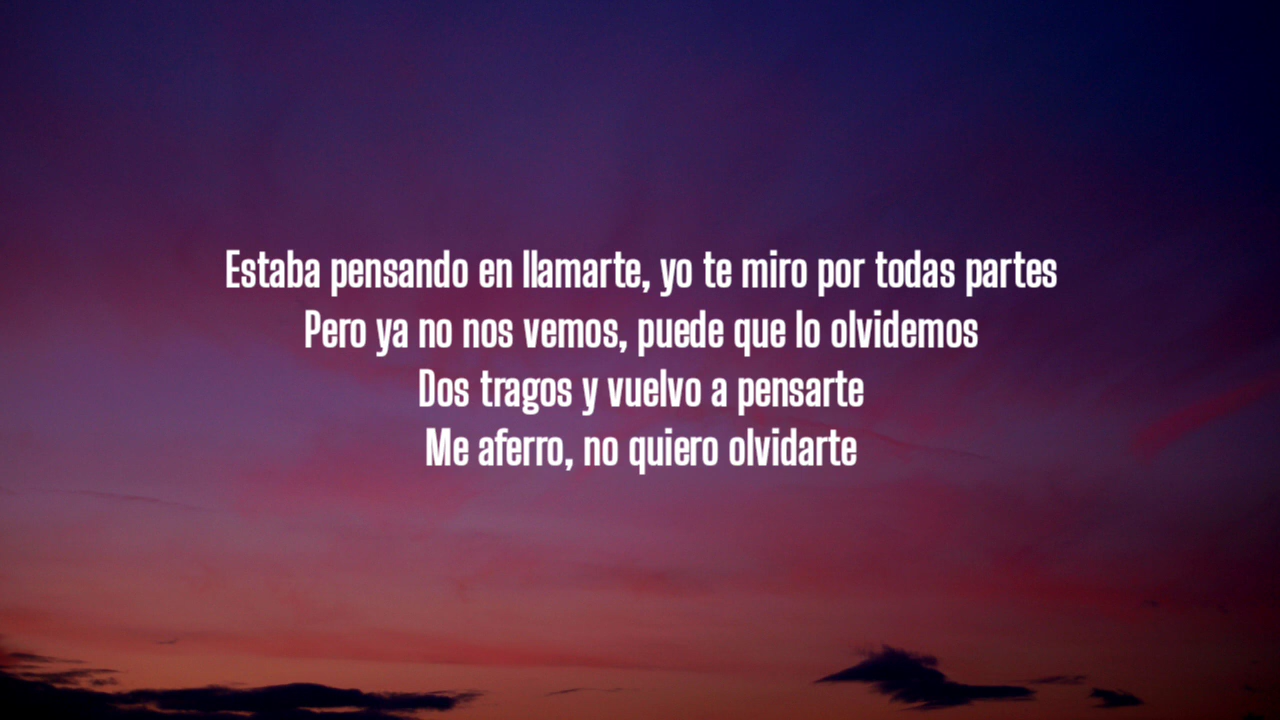 Estaba pensando en llamarte, yo te miro por todas partes
Pero ya no nos vemos, puede que lo olvidemos
Dos tragos y vuelvo a pensarte
Me aferro, no quiero olvidarte